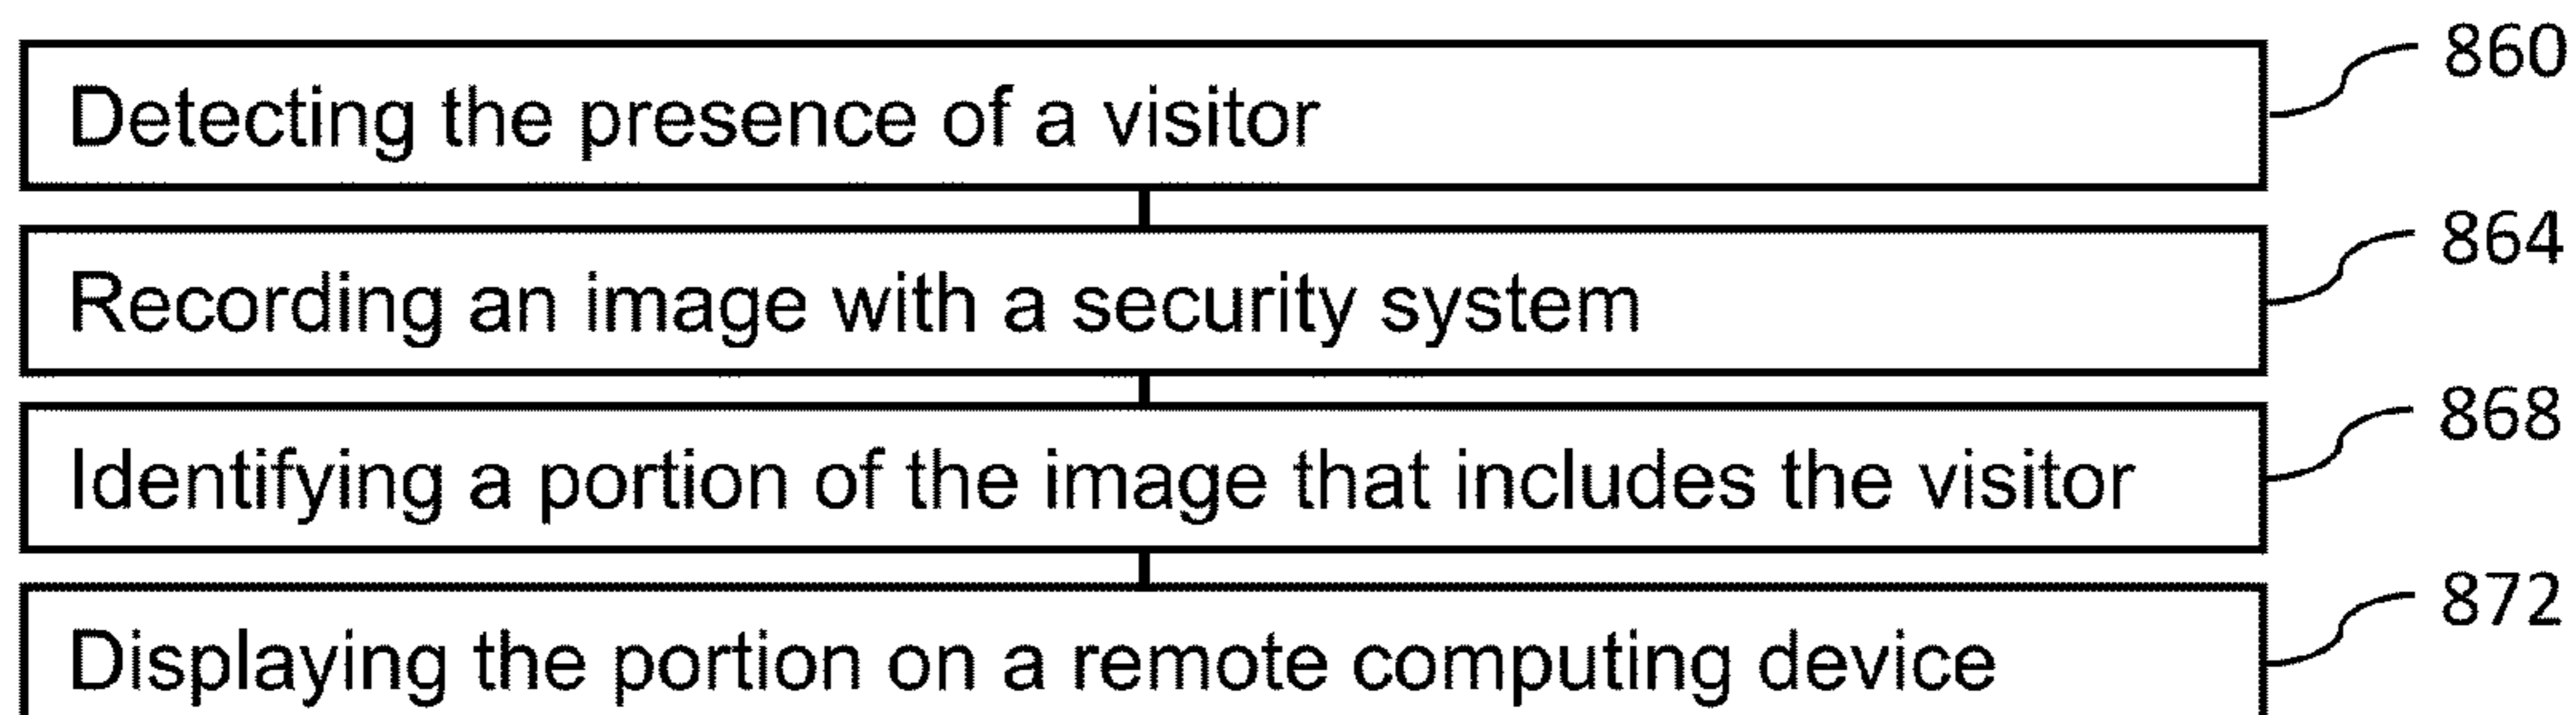 Detecting the presence of a visitor 860
Recording an image with a security system 864
Identifying a portion of the image that includes the visitor 868
Displaying the portion on a remote computing device 872